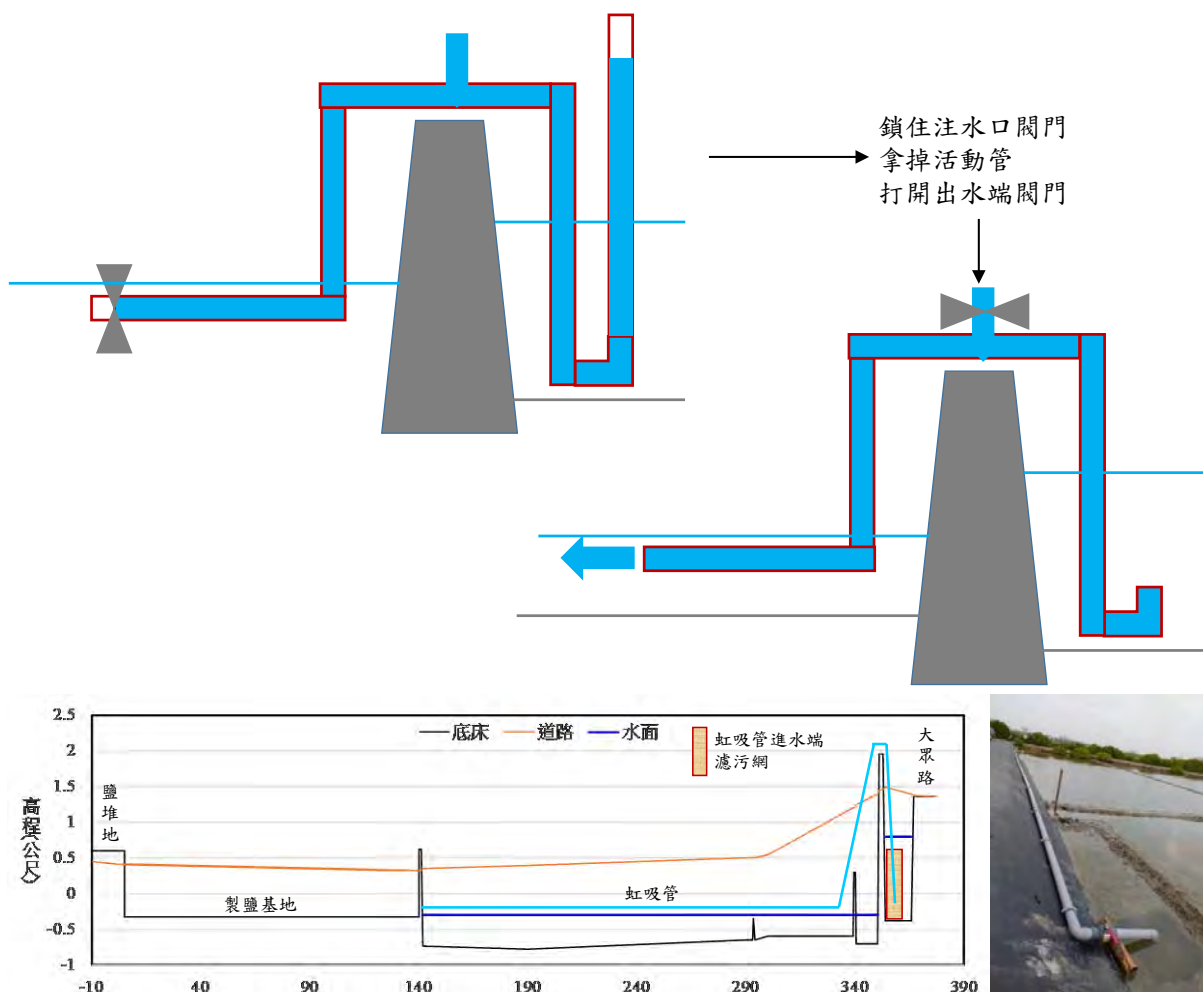 鎖住注水口閥門
拿掉活動管
打開出水端閥門
2.5
2
1.5
1
0.5
0
-0.5
-1
高程(公尺)
底床
道路
水面
虹吸管進水端
濾污網
大眾路
鹽堆地
製鹽基地
虹吸管
-10
40
90
140
190
240
290
340
390